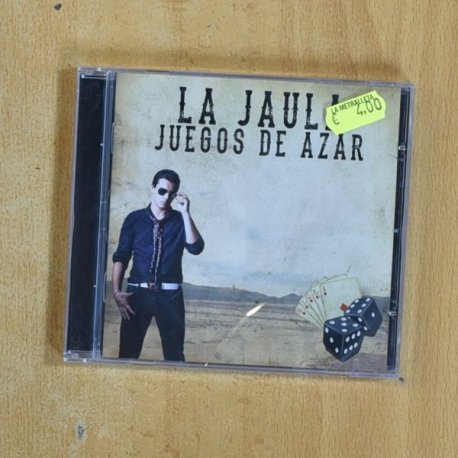 LA JAULA
JUEGOS DE AZAR
LA METRALLETA
€ 4,00